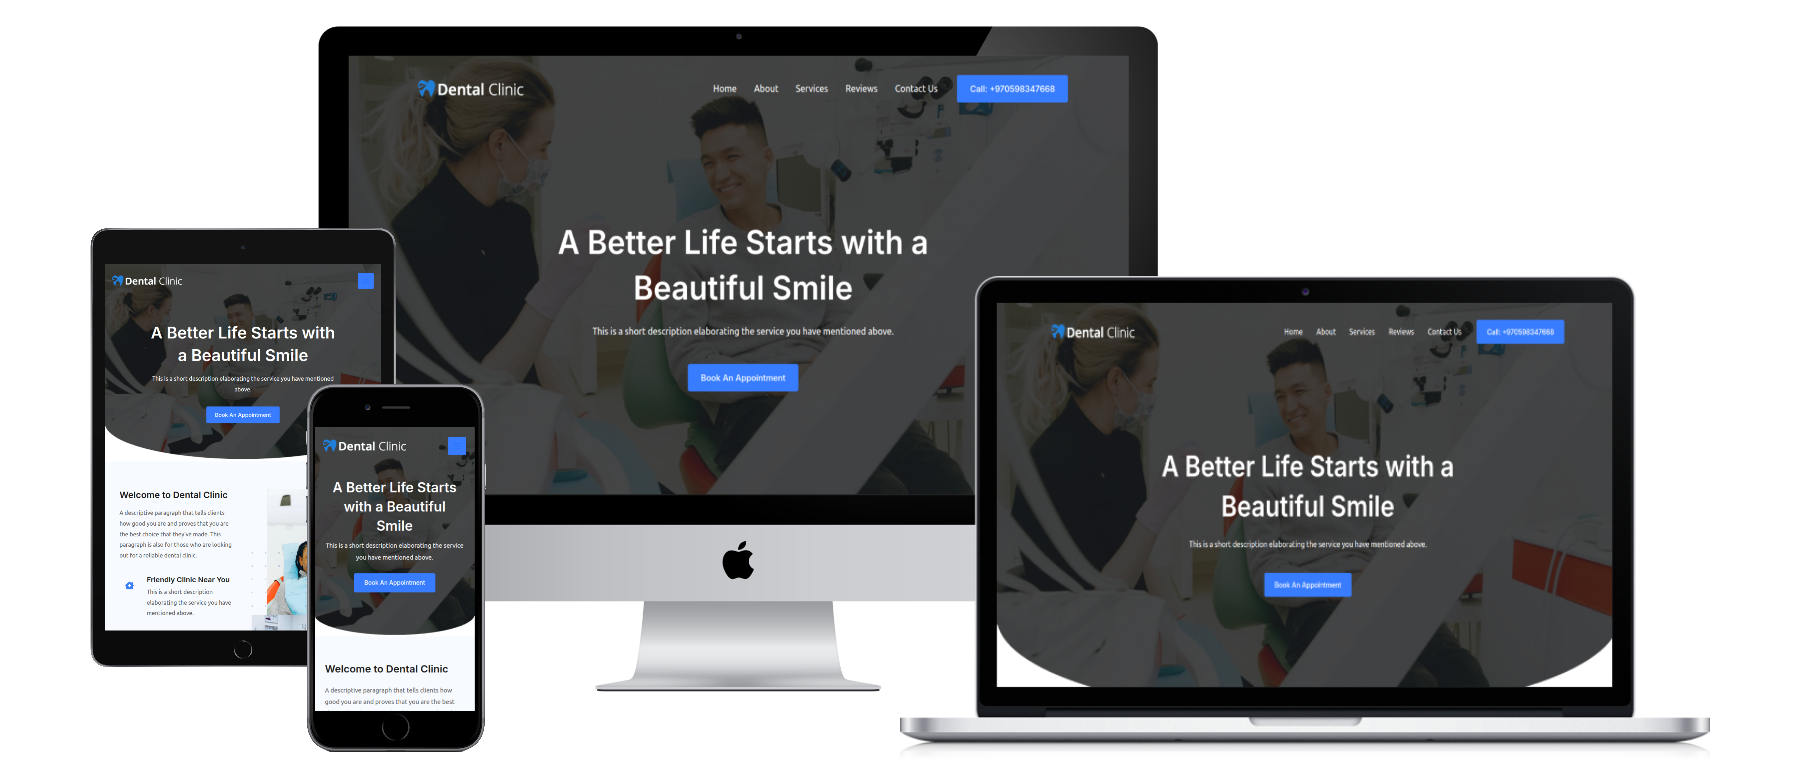 Dental Clinic
Home About Services Reviews Contact Us Call: +970598347668
A Better Life Starts with a
Beautiful Smile
This is a short description elaborating the service you have mentioned above.
Book An Appointment
Dental Clinic
A Better Life Starts with
a Beautiful Smile
This is a short description elaborating the service you have mentioned
above.
Book An Appointment
Welcome to Dental Clinic
A descriptive paragraph that tells clients
how good you are and proves that you are
the best choice that they've made. This
paragraph is also for those who are looking
out for a reliable dental clinic.
Friendly Clinic Near You
This is a short description
elaborating the service you have
mentioned above.
Dental Clinic
A Better Life Starts
with a Beautiful
Smile
This is a short description elaborating the service
you have mentioned above.
Book An Appointment
Welcome to Dental Clinic
A descriptive paragraph that tells clients how
good you are and proves that you are the best
Dental Clinic
Home About Services Reviews Contact Us Call: +970598347668
A Better Life Starts with a
Beautiful Smile
This is a short description elaborating the service you have mentioned above.
Book An Appointment